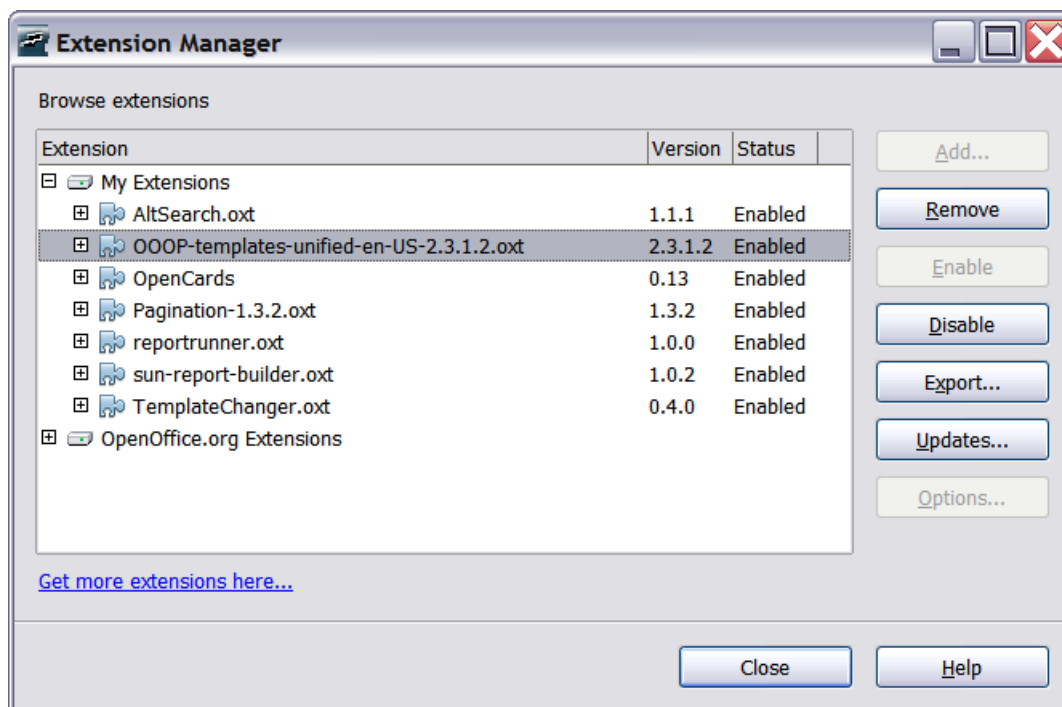 Extension Manager
Browse extensions
Extension Version Status
My Extensions
AltSearch.oxt 1.1.1 Enabled
OOOP-templates-unified-en-US-2.3.1.2.oxt 2.3.1.2 Enabled
OpenCards 0.13 Enabled
Pagination-1.3.2.oxt 1.3.2 Enabled
reportrunner.oxt 1.0.0 Enabled
sun-report-builder.oxt 1.0.2 Enabled
TemplateChanger.oxt 0.4.0 Enabled
OpenOffice.org Extensions
Add...
Remove
Enable
Disable
Export...
Updates...
Options...
Get more extensions here...
Close Help